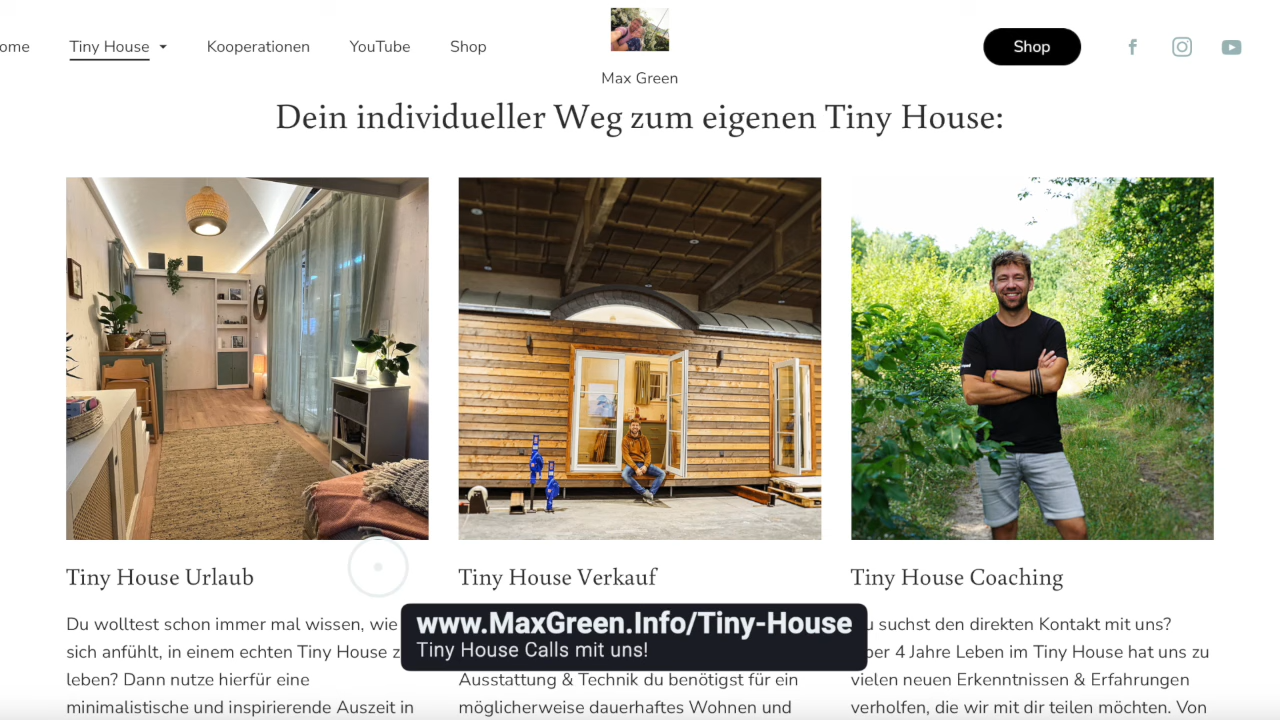 ome
Tiny House
Kooperationen
YouTube
Shop
Max Green
Shop
Dein individueller Weg zum eigenen Tiny House:
Tiny House Urlaub
Du wolltest schon immer mal wissen, wie
sich anfühlt, in einem echten Tiny House
leben? Dann nutze hierfür eine
minimalistische und inspirierende Auszeit in
Tiny House Verkauf
Ausstattung & Technik du benötigst für ein
möglicherweise dauerhaftes Wohnen und
Tiny House Coaching
suchst den direkten Kontakt mit uns?
4 Jahre Leben im Tiny House hat uns zu
vielen neuen Erkenntnissen & Erfahrungen
verholfen, die wir mit dir teilen möchten. Von
www.MaxGreen.Info/Tiny-House
Tiny House Calls mit uns!